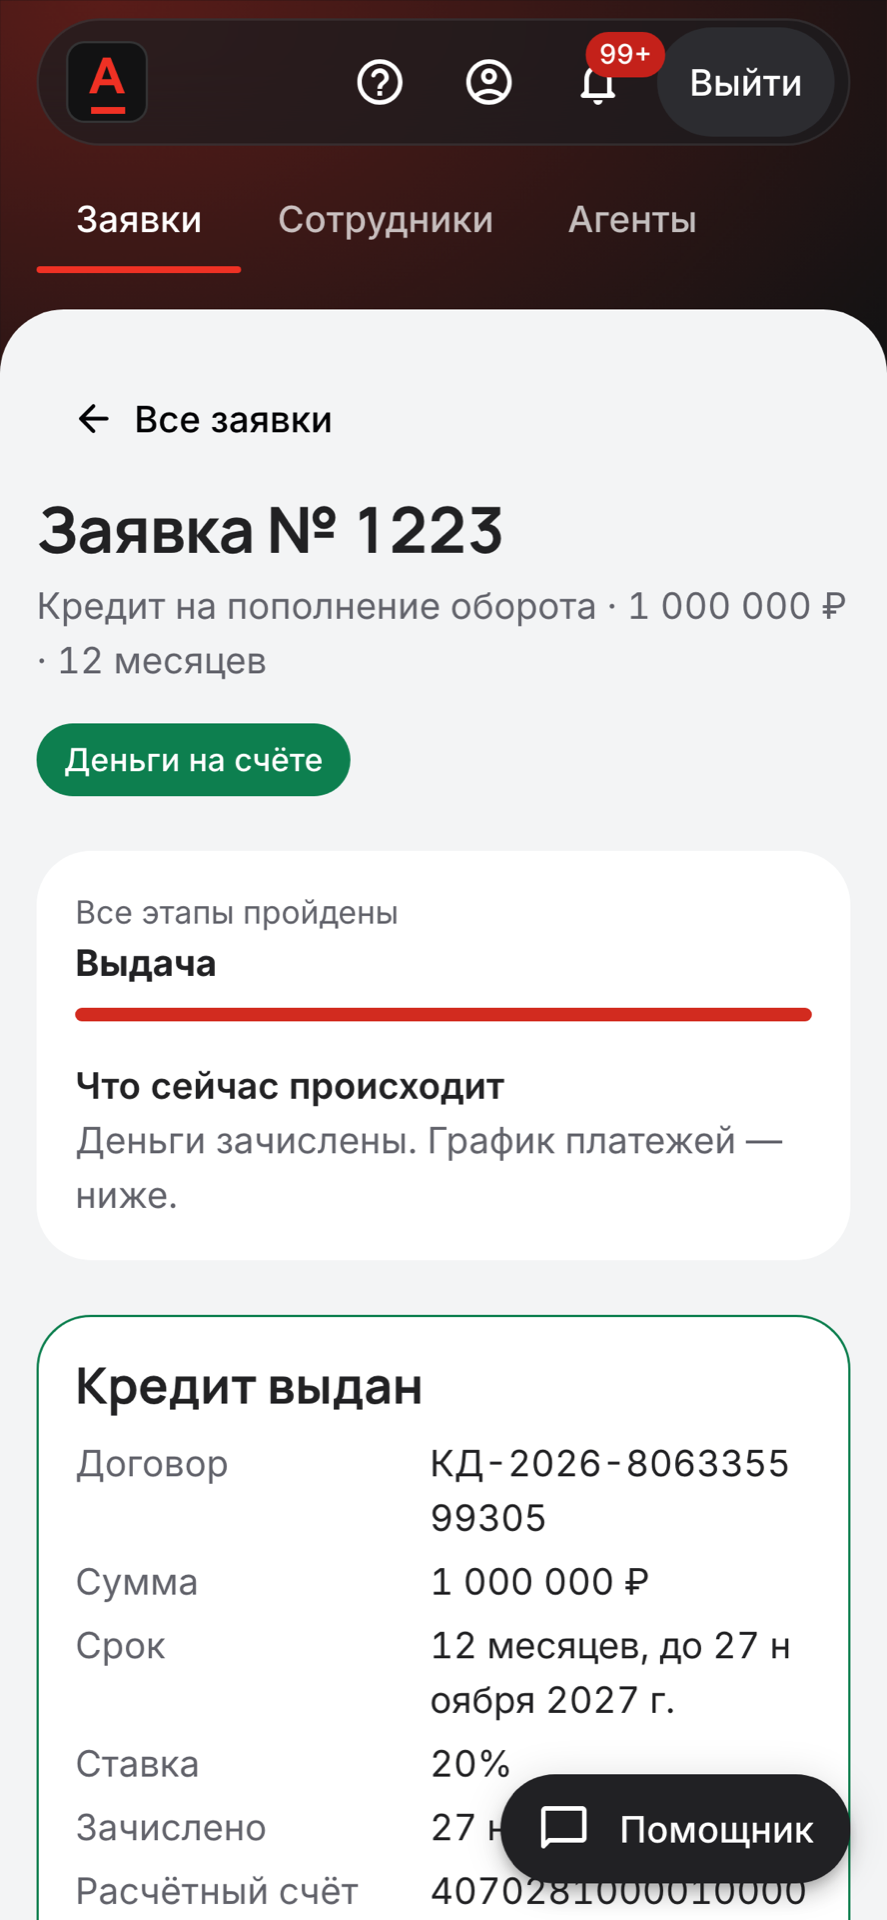 А
99+
Выйти
Заявки
Сотрудники
Агенты
Все заявки
Заявка № 1223
Кредит на пополнение оборота · 1 000 000 ₽
· 12 месяцев
Деньги на счёте
Все этапы пройдены
Выдача
Что сейчас происходит
Деньги зачислены. График платежей —
ниже.
Кредит выдан
Договор
КД-2026-8063355
99305
Сумма
1 000 000 ₽
Срок
12 месяцев, до 27 н
оября 2027 г.
Ставка
20%
Зачислено
27
Помощник
Расчётный счёт
4070281000010000